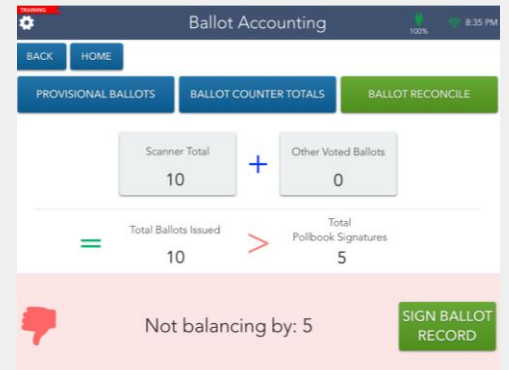 TRAINING
Ballot Accounting
100%
8:35 PM
BACK
HOME
PROVISIONAL BALLOTS
BALLOT COUNTER TOTALS
BALLOT RECONCILE
Scanner Total
10
+
Other Voted Ballots
0
=
Total Ballots Issued
10
>
Total
Pollbook Signatures
5
Not balancing by: 5
SIGN BALLOT
RECORD